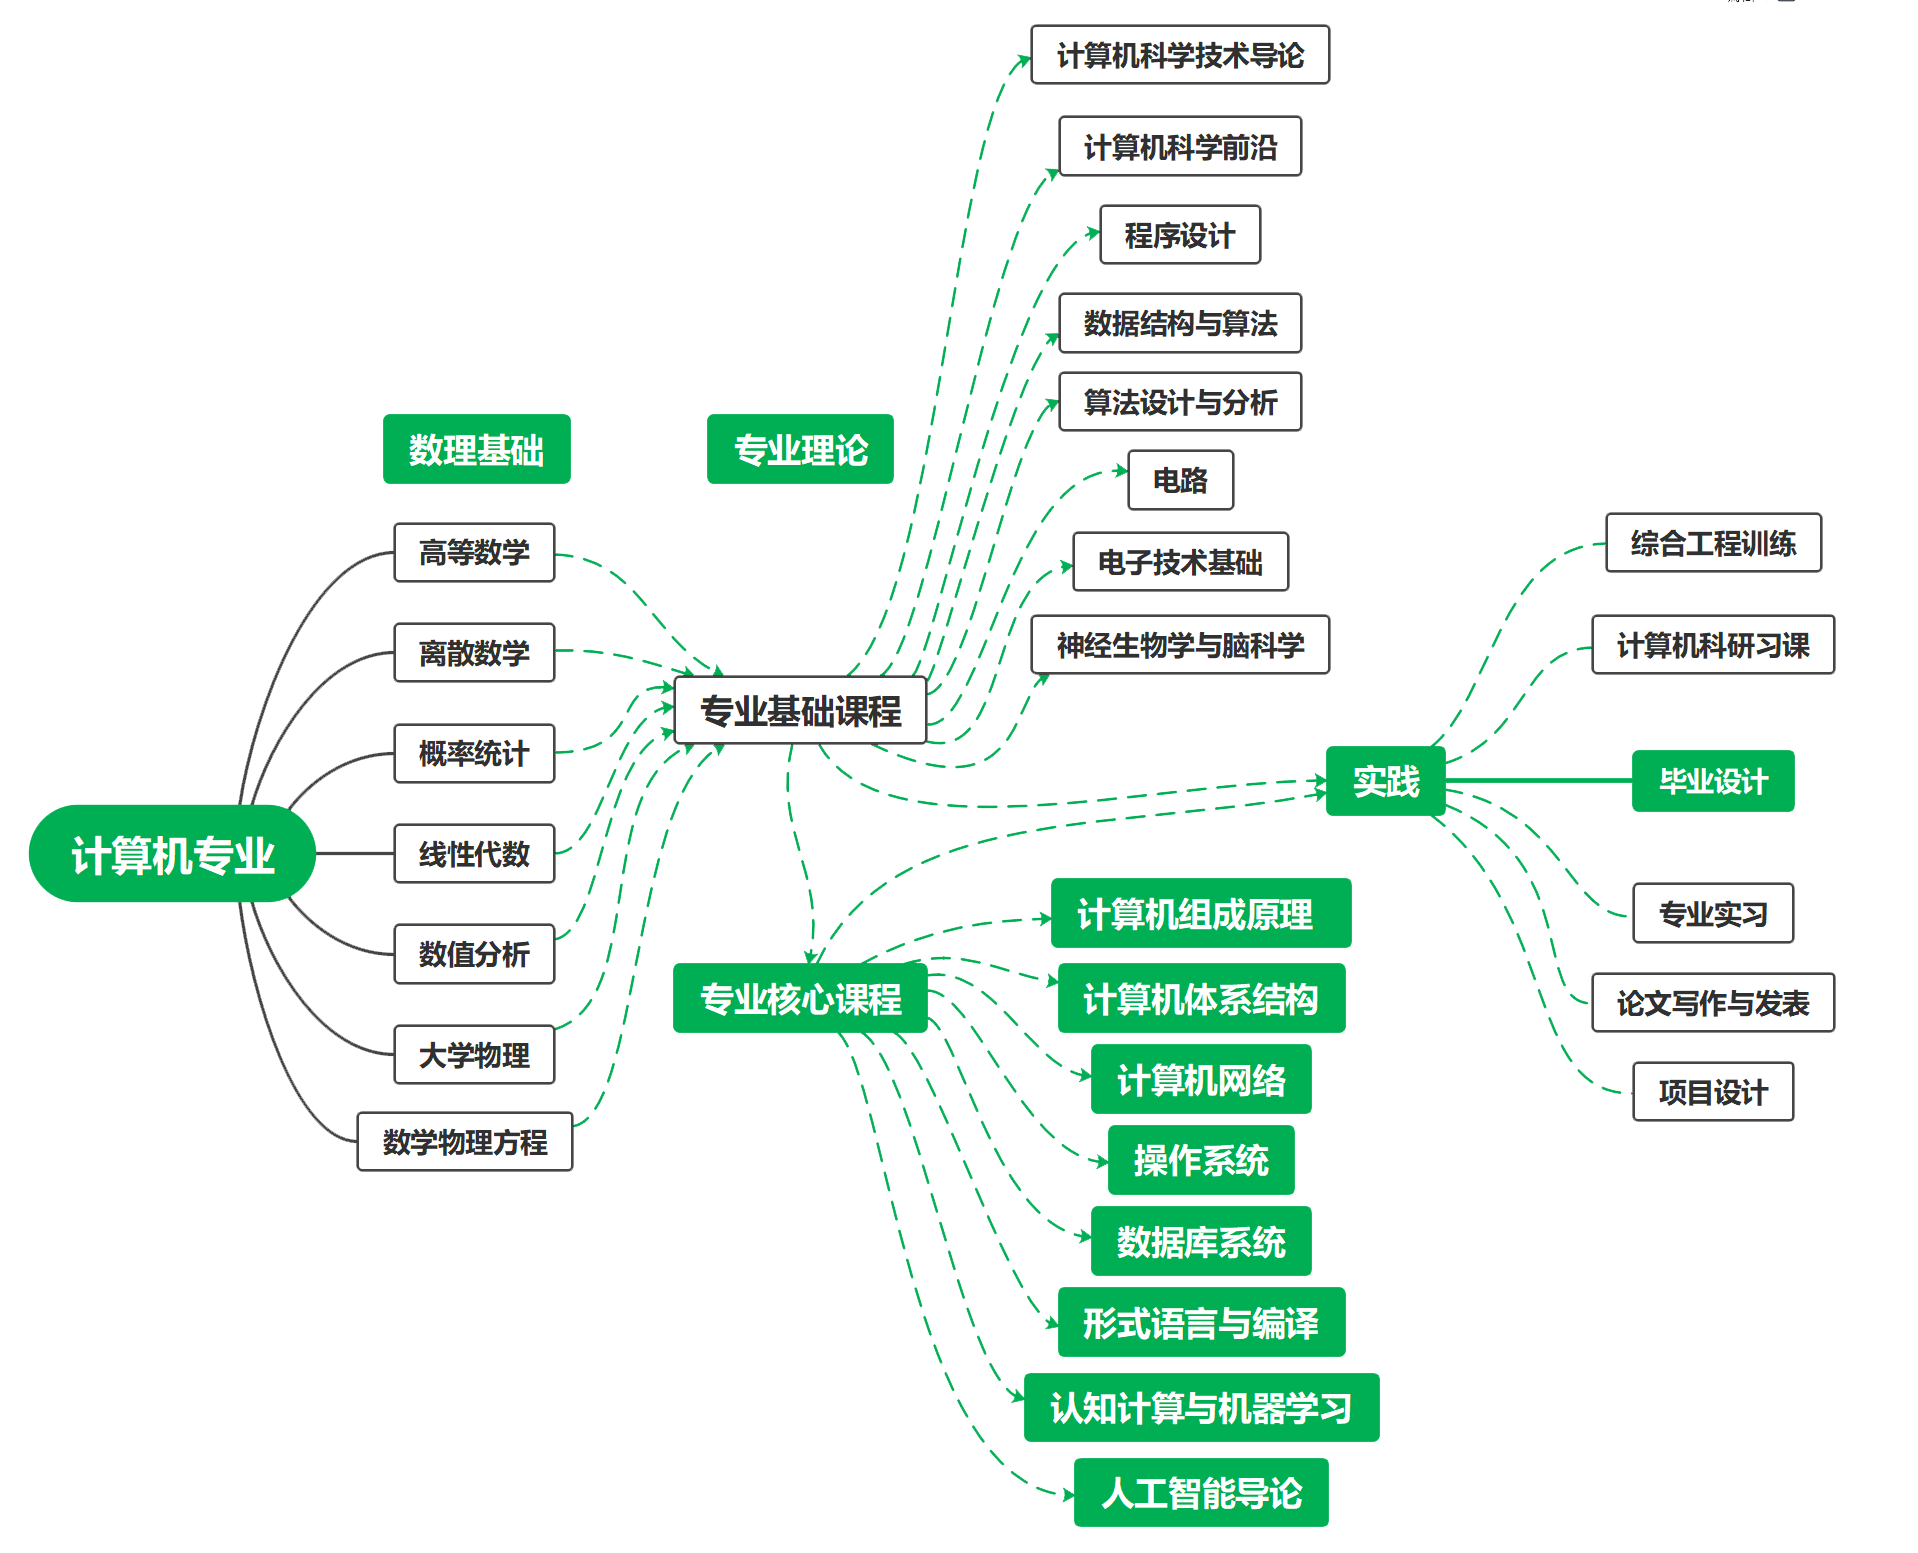 计算机科学技术导论
计算机科学前沿
程序设计
数据结构与算法
算法设计与分析
电路
电子技术基础
神经生物学与脑科学
数理基础
专业理论
高等数学
离散数学
概率统计
线性代数
数值分析
大学物理
数学物理方程
计算机专业
专业基础课程
专业核心课程
计算机组成原理
计算机体系结构
计算机网络
操作系统
数据库系统
形式语言与编译
认知计算与机器学习
人工智能导论
实践
综合工程训练
计算机科研习课
毕业设计
专业实习
论文写作与发表
项目设计